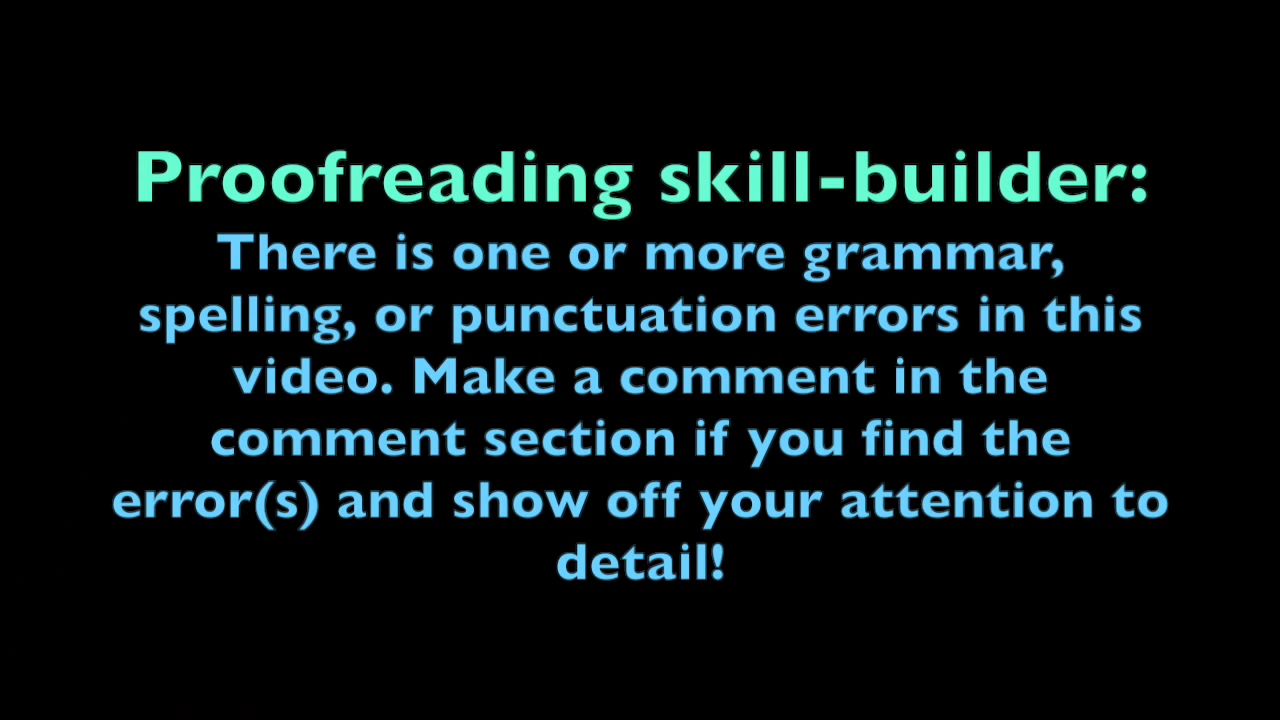 Proofreading skill-builder:
There is one or more grammar,
spelling, or punctuation errors in this
video. Make a comment in the
comment section if you find the
error(s) and show off your attention to
detail!